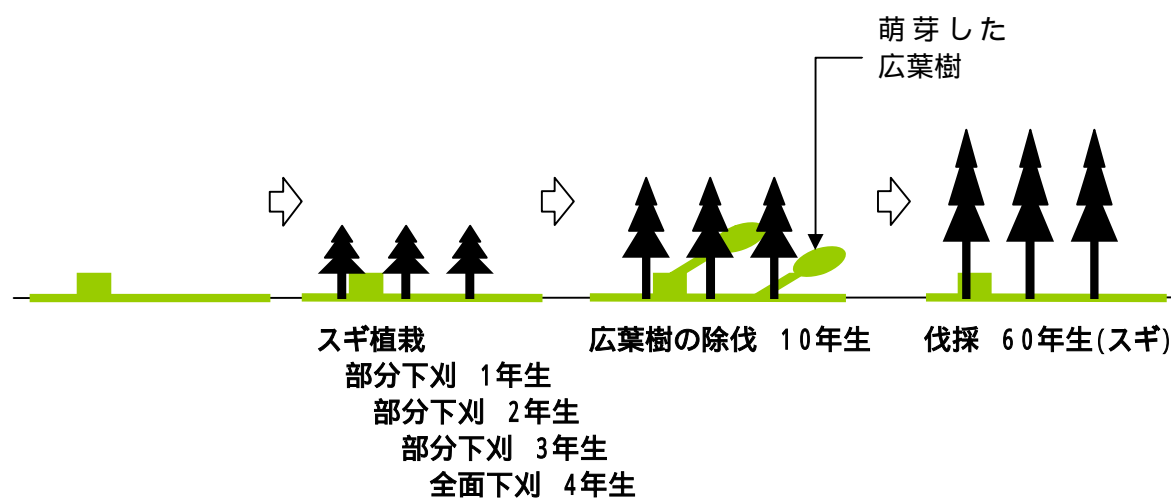 萌芽した
広葉樹
スギ植栽
部分下刈 1年生
部分下刈 2年生
部分下刈 3年生
全面下刈 4年生
広葉樹の除伐 10年生
伐採 60年生(スギ)